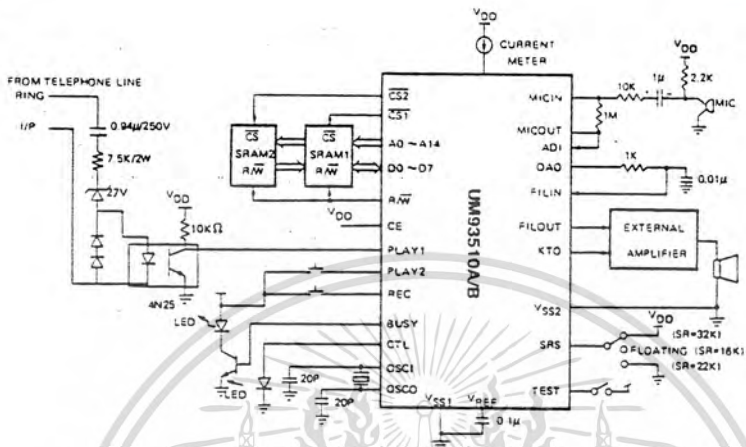 VDD
CURRENT
METER
FROM TELEPHONE LINE
RING
I/P
0.94µ/250V
7.5K/2W
27V
VDD
10KΩ
4N25
CS2
CS1
CS
SRAM2
R/W
CS
SRAM1
R/W
A0~A14
D0~D7
R/W
VDD
CE
PLAY1
PLAY2
REC
BUSY
CTL
OSCI
OSCO
LED
LED
20P
20P
UM93510A/B
VSS1
VREF
0.1µ
MICIN
MICOUT
ADI
DAO
FILIN
FILOUT
KTO
VSS2
SRS
TEST
10K
1µ
VDD
2.2K
MIC
1M
1K
0.01µ
EXTERNAL
AMPLIFIER
VDD
(SR=32K)
FLOATING (SR=16K)
(SR=22K)